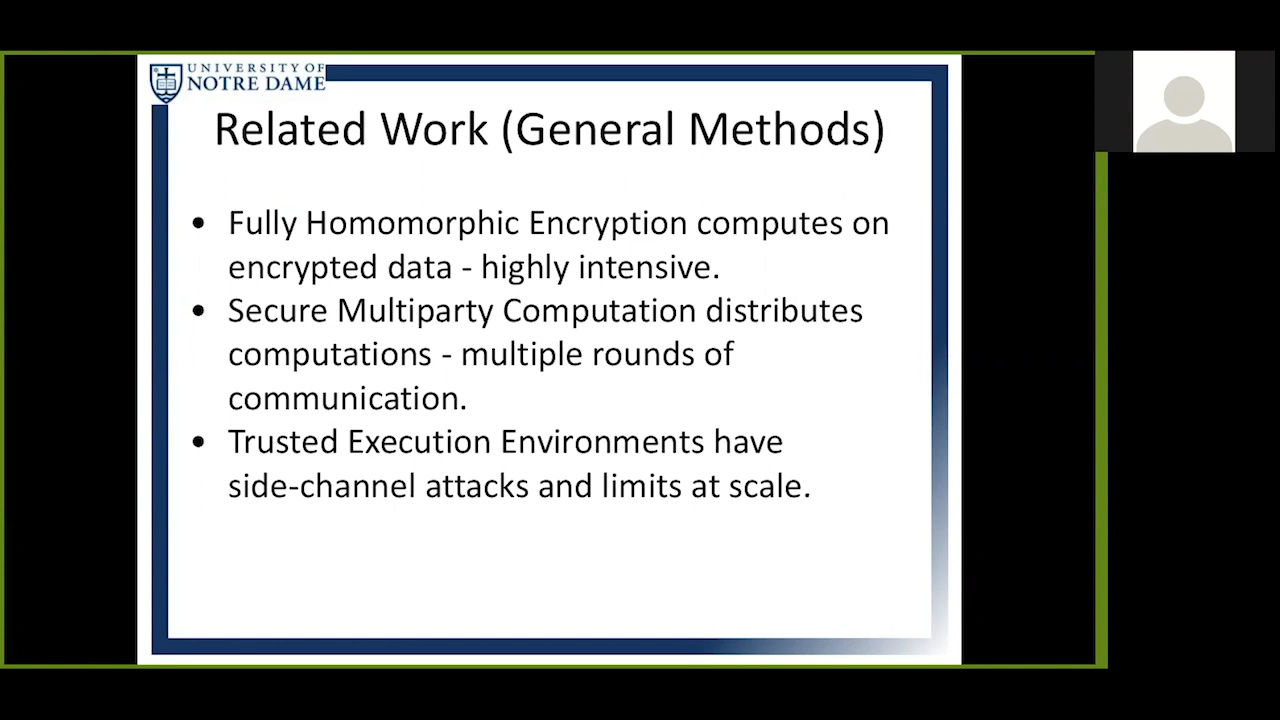 UNIVERSITY OF
NOTRE DAME
Related Work (General Methods)
• Fully Homomorphic Encryption computes on
encrypted data - highly intensive.
• Secure Multiparty Computation distributes
computations - multiple rounds of
communication.
• Trusted Execution Environments have
side-channel attacks and limits at scale.